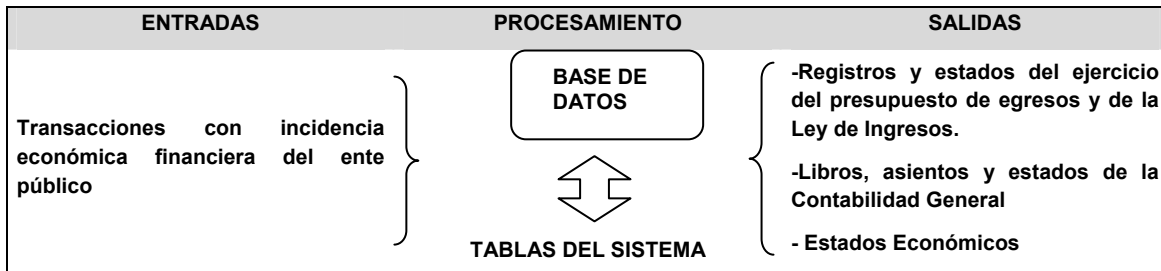 ENTRADAS PROCESAMIENTO SALIDAS
Transacciones con incidencia
económica financiera del ente
público
BASE DE
DATOS
TABLAS DEL SISTEMA
-Registros y estados del ejercicio
del presupuesto de egresos y de la
Ley de Ingresos.
-Libros, asientos y estados de la
Contabilidad General
- Estados Económicos